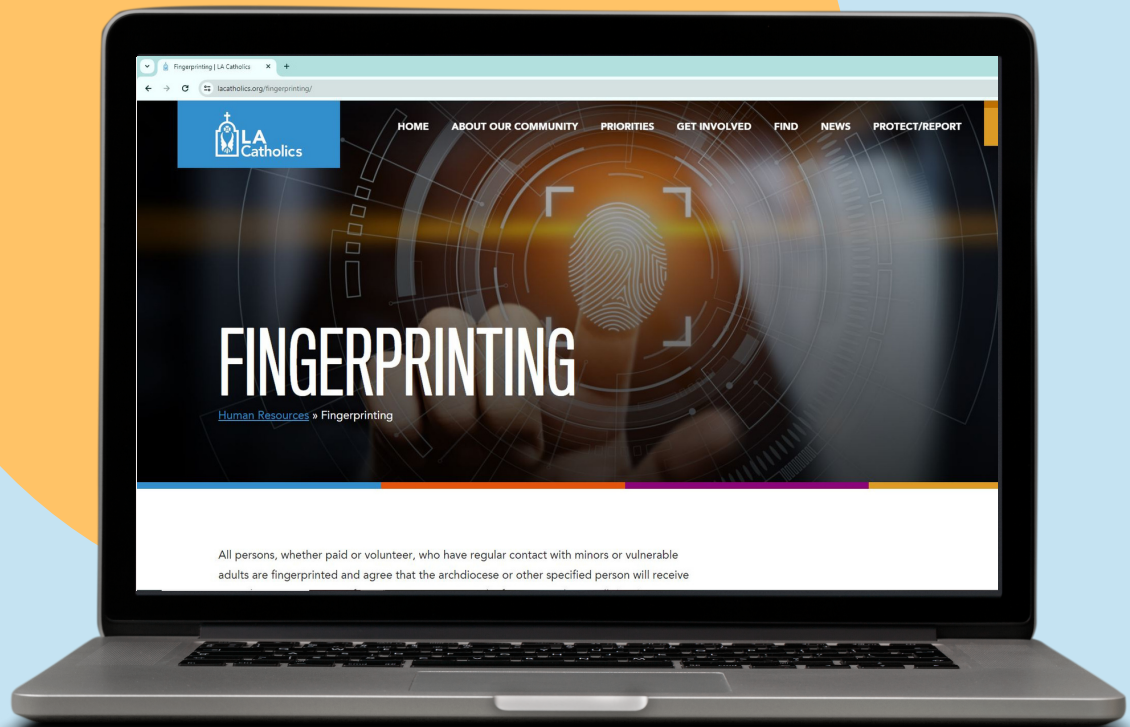 Fingerprinting | LA Catholics
lacatholics.org/fingerprinting/
LA
Catholics
HOME ABOUT OUR COMMUNITY PRIORITIES GET INVOLVED FIND NEWS PROTECT/REPORT
FINGERPRINTING
Human Resources » Fingerprinting
All persons, whether paid or volunteer, who have regular contact with minors or vulnerable
adults are fingerprinted and agree that the archdiocese or other specified person will receive